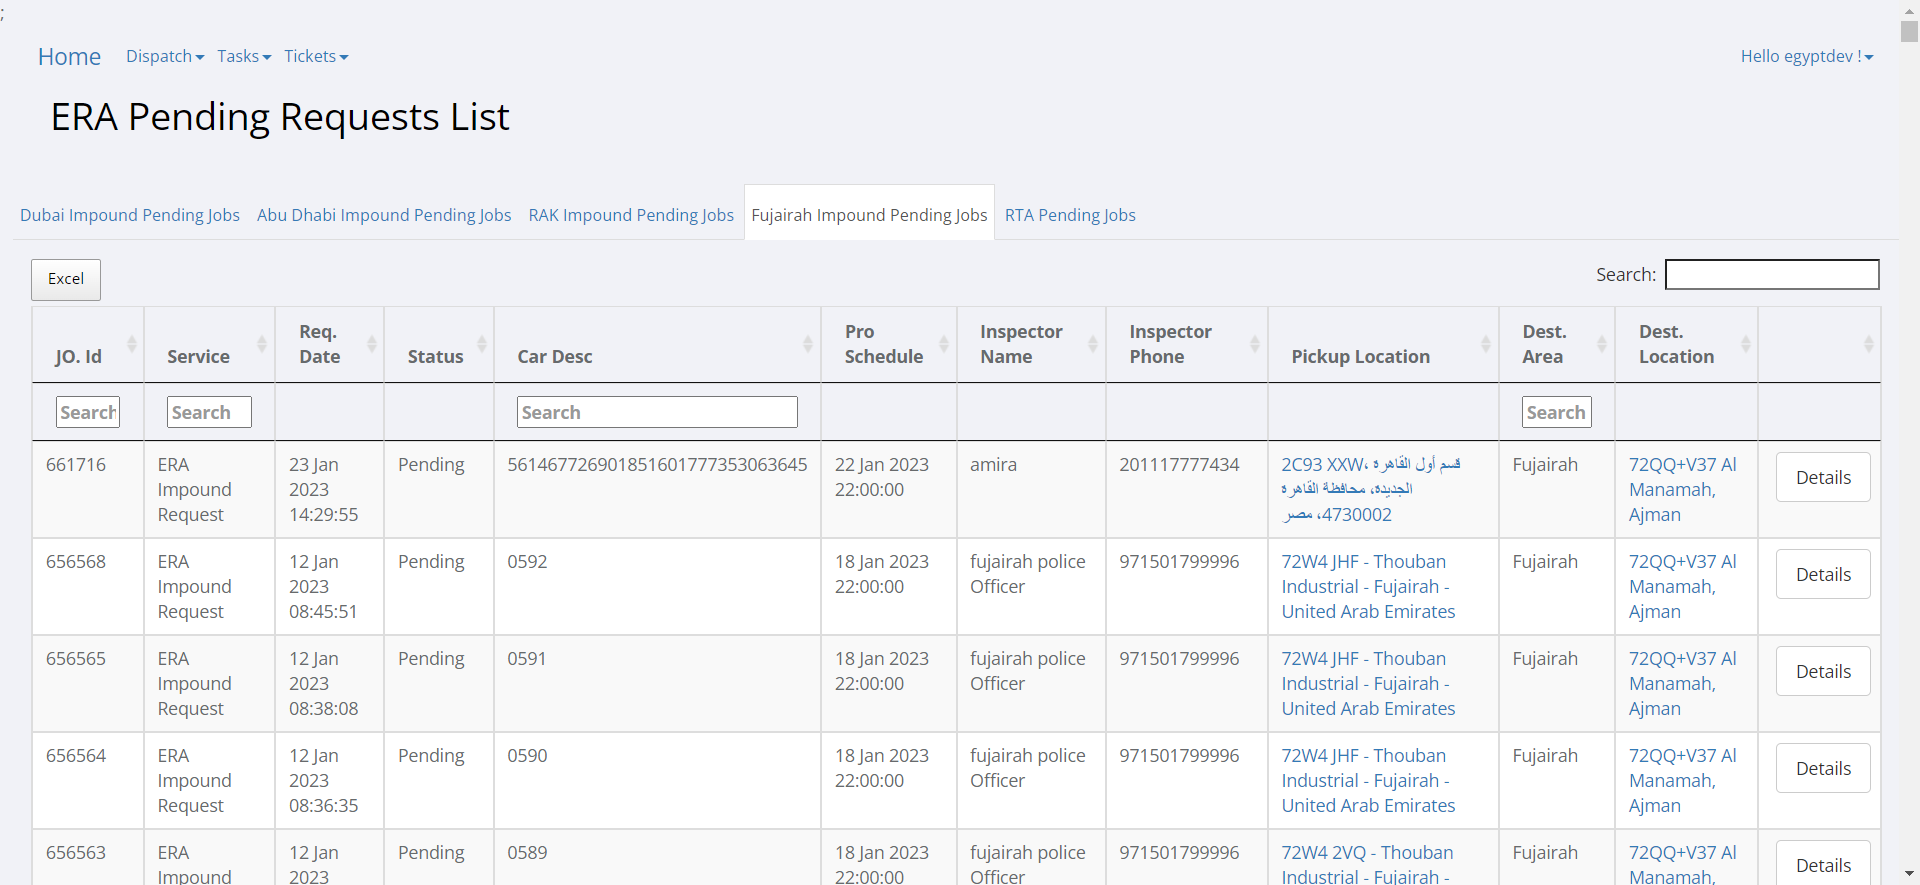 ;
Home Dispatch Tasks Tickets Hello egyptdev !
ERA Pending Requests List
Dubai Impound Pending Jobs Abu Dhabi Impound Pending Jobs RAK Impound Pending Jobs Fujairah Impound Pending Jobs RTA Pending Jobs
Excel Search:
JO. Id Service Req. Date Status Car Desc Pro Schedule Inspector Name Inspector Phone Pickup Location Dest. Area Dest. Location
Search Search Search Search
661716 ERA Impound Request 23 Jan 2023 14:29:55 Pending 5614677269018516017773530​63645 22 Jan 2023 22:00:00 amira 201117777434 2C93 XXW، قسم أول القاهرة الجديدة، محافظة القاهرة 4730002، مصر Fujairah 72QQ+V37 Al Manamah, Ajman Details
656568 ERA Impound Request 12 Jan 2023 08:45:51 Pending 0592 18 Jan 2023 22:00:00 fujairah police Officer 971501799996 72W4 JHF - Thouban Industrial - Fujairah - United Arab Emirates Fujairah 72QQ+V37 Al Manamah, Ajman Details
656565 ERA Impound Request 12 Jan 2023 08:38:08 Pending 0591 18 Jan 2023 22:00:00 fujairah police Officer 971501799996 72W4 JHF - Thouban Industrial - Fujairah - United Arab Emirates Fujairah 72QQ+V37 Al Manamah, Ajman Details
656564 ERA Impound Request 12 Jan 2023 08:36:35 Pending 0590 18 Jan 2023 22:00:00 fujairah police Officer 971501799996 72W4 JHF - Thouban Industrial - Fujairah - United Arab Emirates Fujairah 72QQ+V37 Al Manamah, Ajman Details
656563 ERA Impound 12 Jan 2023 Pending 0589 18 Jan 2023 22:00:00 fujairah police Officer 971501799996 72W4 2VQ - Thouban Industrial - Fujairah - Fujairah 72QQ+V37 Al Manamah, Details